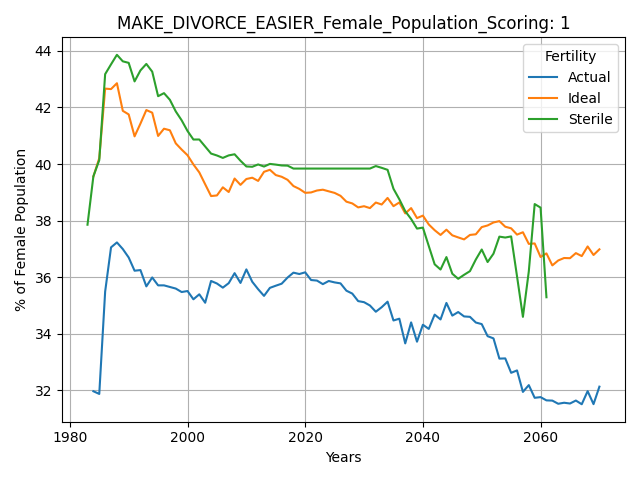 MAKE_DIVORCE_EASIER_Female_Population_Scoring: 1
Fertility
Actual
Ideal
Sterile
% of Female Population
44
42
40
38
36
34
32
1980
2000
2020
2040
2060
Years